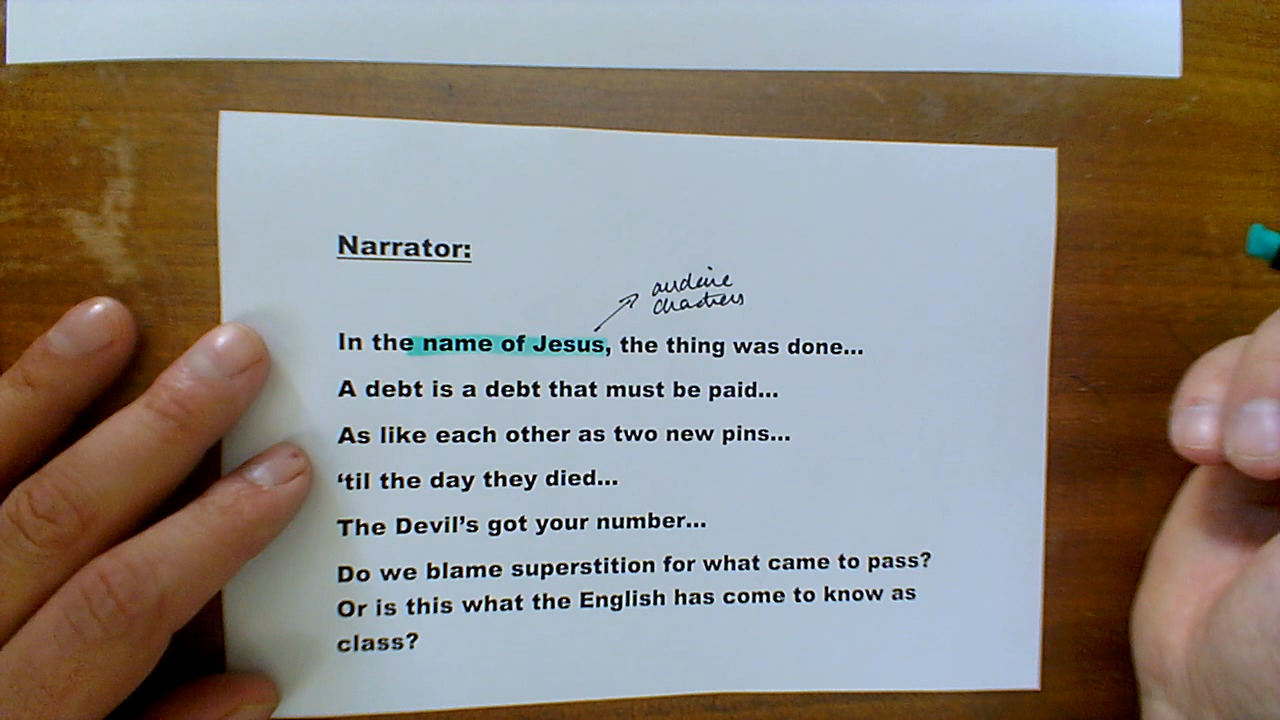 Narrator:
audeine
characters
In the name of Jesus, the thing was done...
A debt is a debt that must be paid...
As like each other as two new pins...
‘til the day they died...
The Devil’s got your number...
Do we blame superstition for what came to pass?
Or is this what the English has come to know as
class?